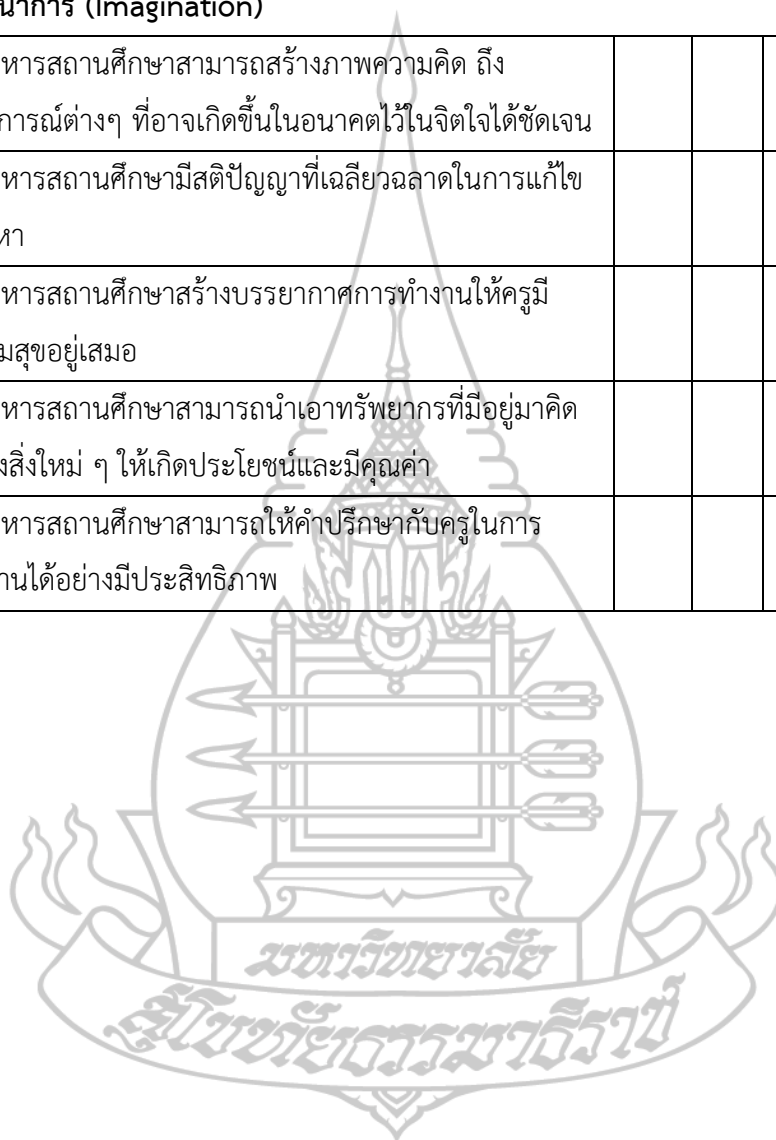 นาการ (Imagination)
หารสถานศึกษาสามารถสร้างภาพความคิด ถึง
การณ์ต่างๆ ที่อาจเกิดขึ้นในอนาคตไว้ในจิตใจได้ชัดเจน
หารสถานศึกษามีสติปัญญาที่เฉลียวฉลาดในการแก้ไข
หา
หารสถานศึกษาสร้างบรรยากาศการทำงานให้ครูมี
มสุขอยู่เสมอ
หารสถานศึกษาสามารถนำเอาทรัพยากรที่มีอยู่มาคิด
งสิ่งใหม่ ๆ ให้เกิดประโยชน์และมีคุณค่า
หารสถานศึกษาสามารถให้คำปรึกษากับครูในการ
านได้อย่างมีประสิทธิภาพ
มหาวิทยาลัย
สุโขทัยธรรมาธิราช